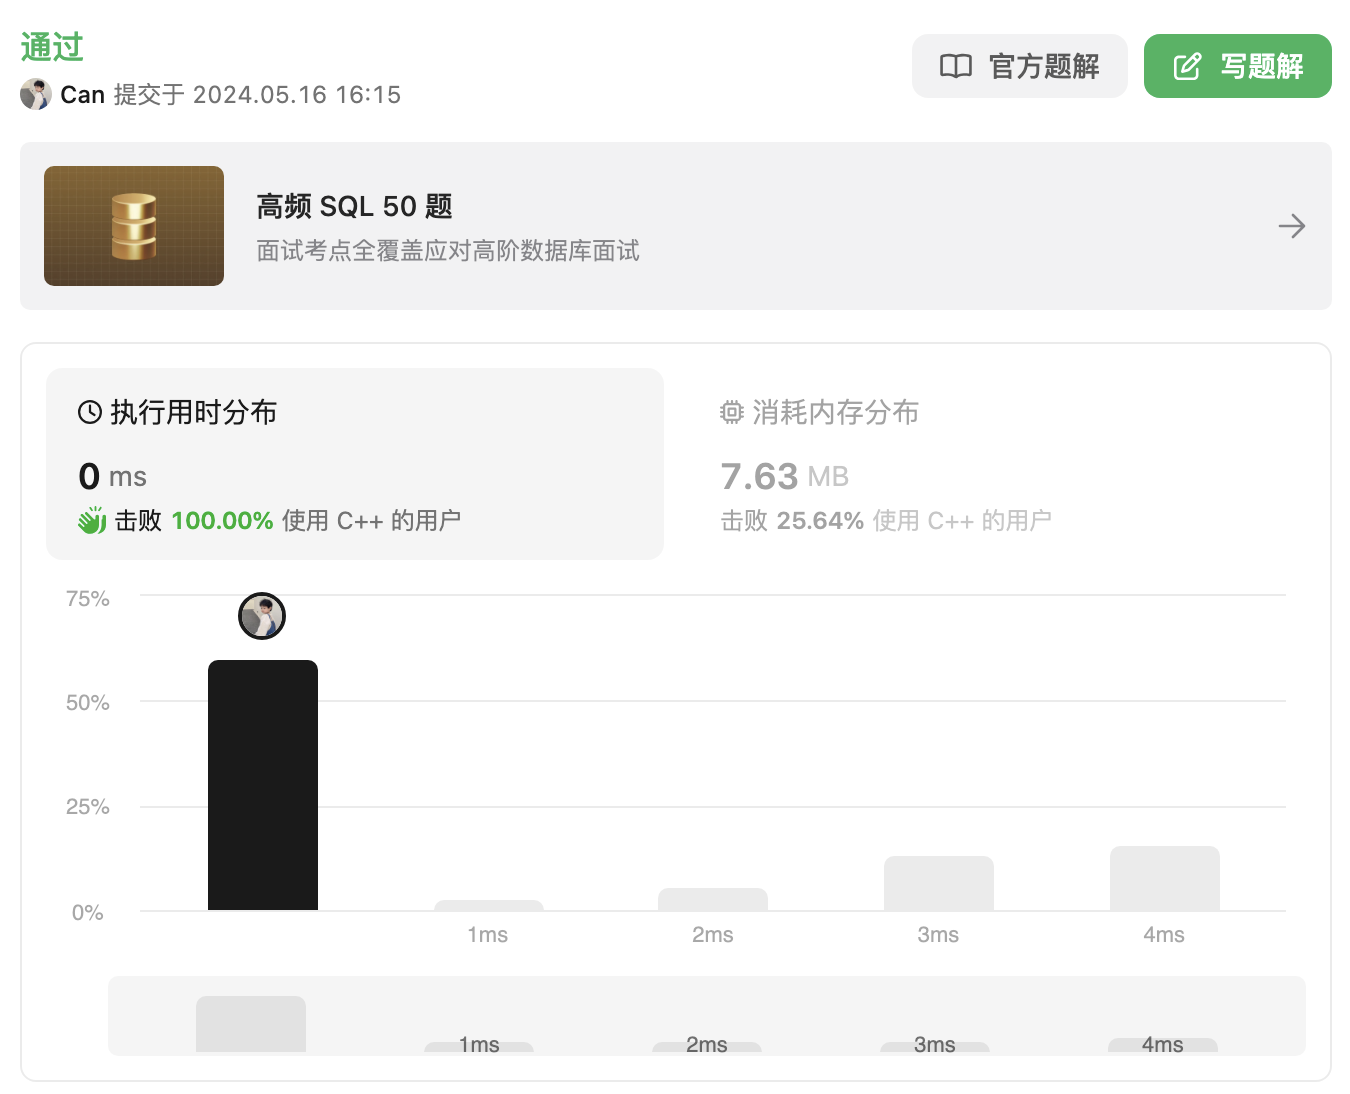 通过
Can 提交于 2024.05.16 16:15
官方题解
写题解
高频 SQL 50 题
面试考点全覆盖应对高阶数据库面试
执行用时分布
0 ms
击败 100.00% 使用 C++ 的用户
消耗内存分布
7.63 MB
击败 25.64% 使用 C++ 的用户
75%
50%
25%
0%
1ms
2ms
3ms
4ms
1ms
2ms
3ms
4ms